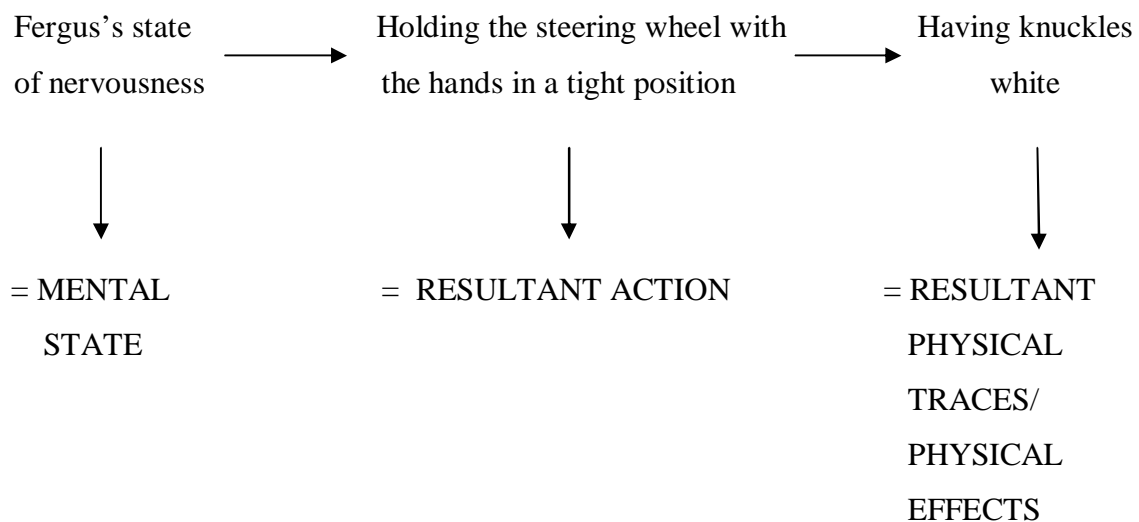 Fergus’s state
of nervousness
Holding the steering wheel with
the hands in a tight position
Having knuckles
white
= MENTAL
STATE
= RESULTANT ACTION
= RESULTANT
PHYSICAL
TRACES/
PHYSICAL
EFFECTS